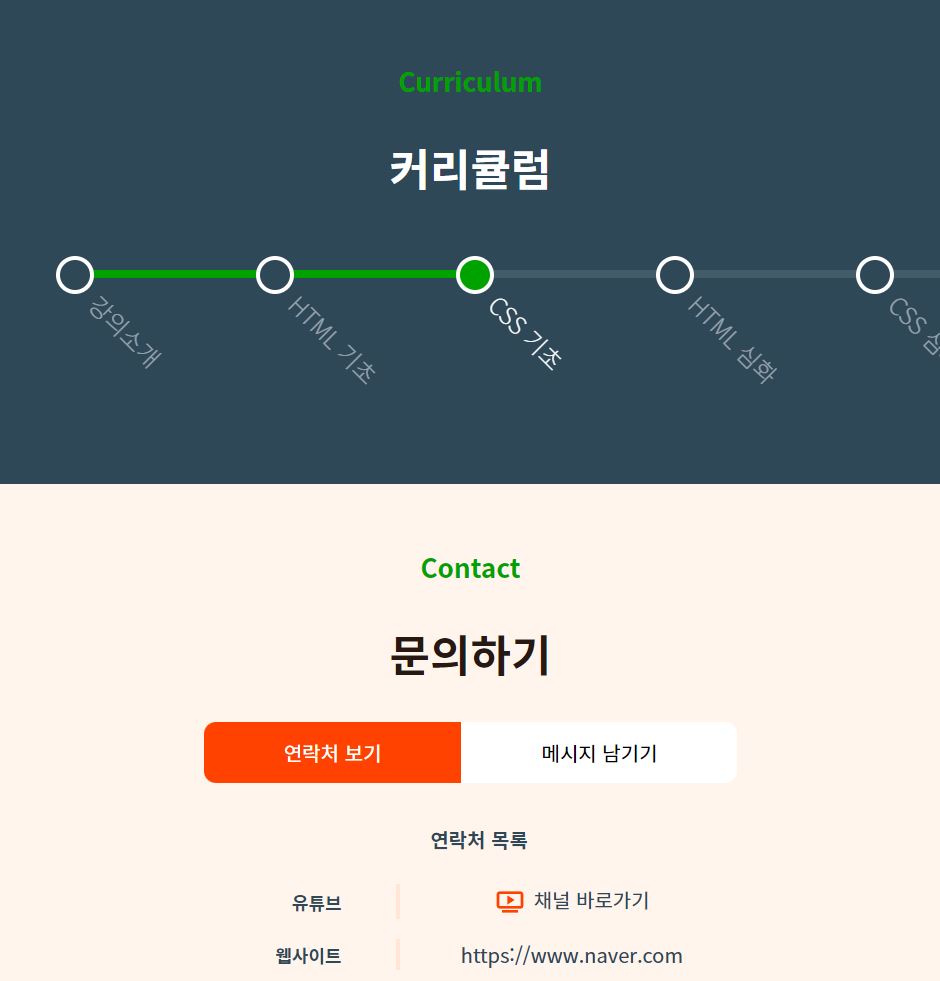 Curriculum
커리큘럼
강의소개
HTML 기초
CSS 기초
HTML 심화
CSS
Contact
문의하기
연락처 보기 메시지 남기기
연락처 목록
유튜브 채널 바로가기
웹사이트 https://www.naver.com